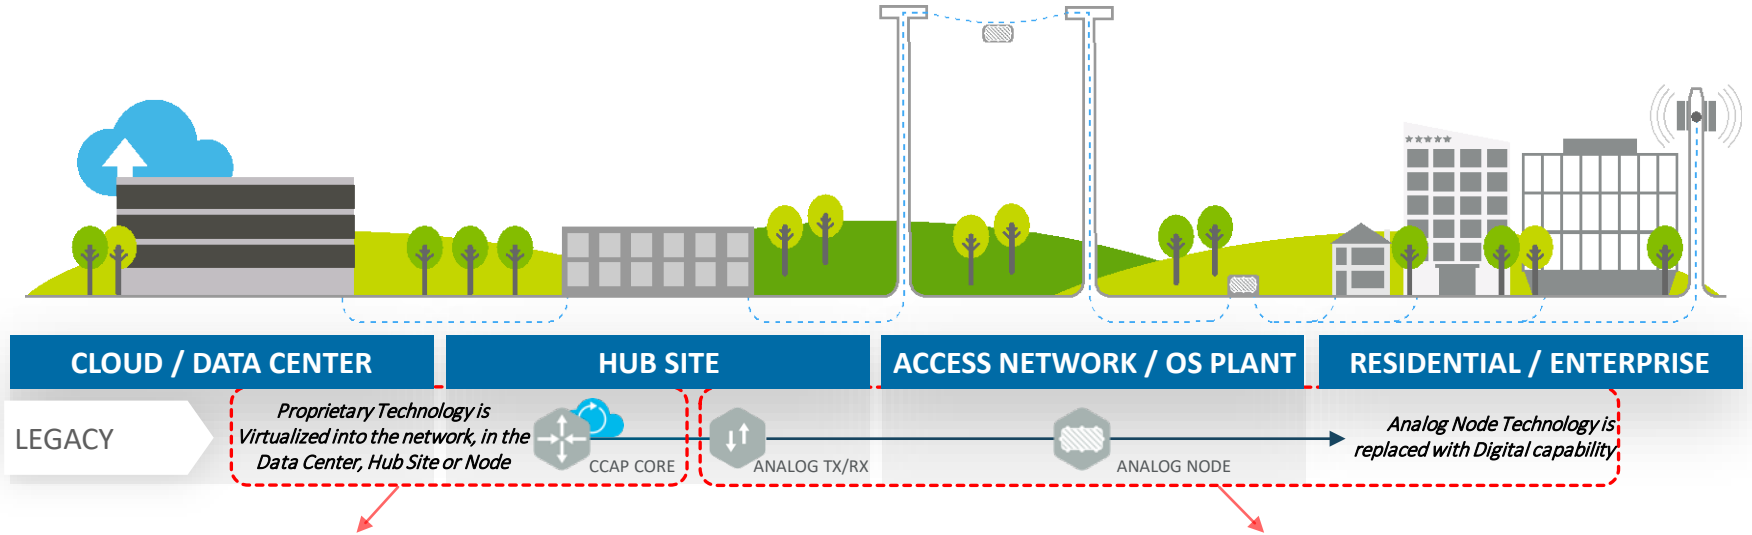 CLOUD / DATA CENTER
HUB SITE
ACCESS NETWORK / OS PLANT
RESIDENTIAL / ENTERPRISE
LEGACY
Proprietary Technology is
Virtualized into the network, in the
Data Center, Hub Site or Node
CCAP CORE
ANALOG TX/RX
ANALOG NODE
Analog Node Technology is
replaced with Digital capability